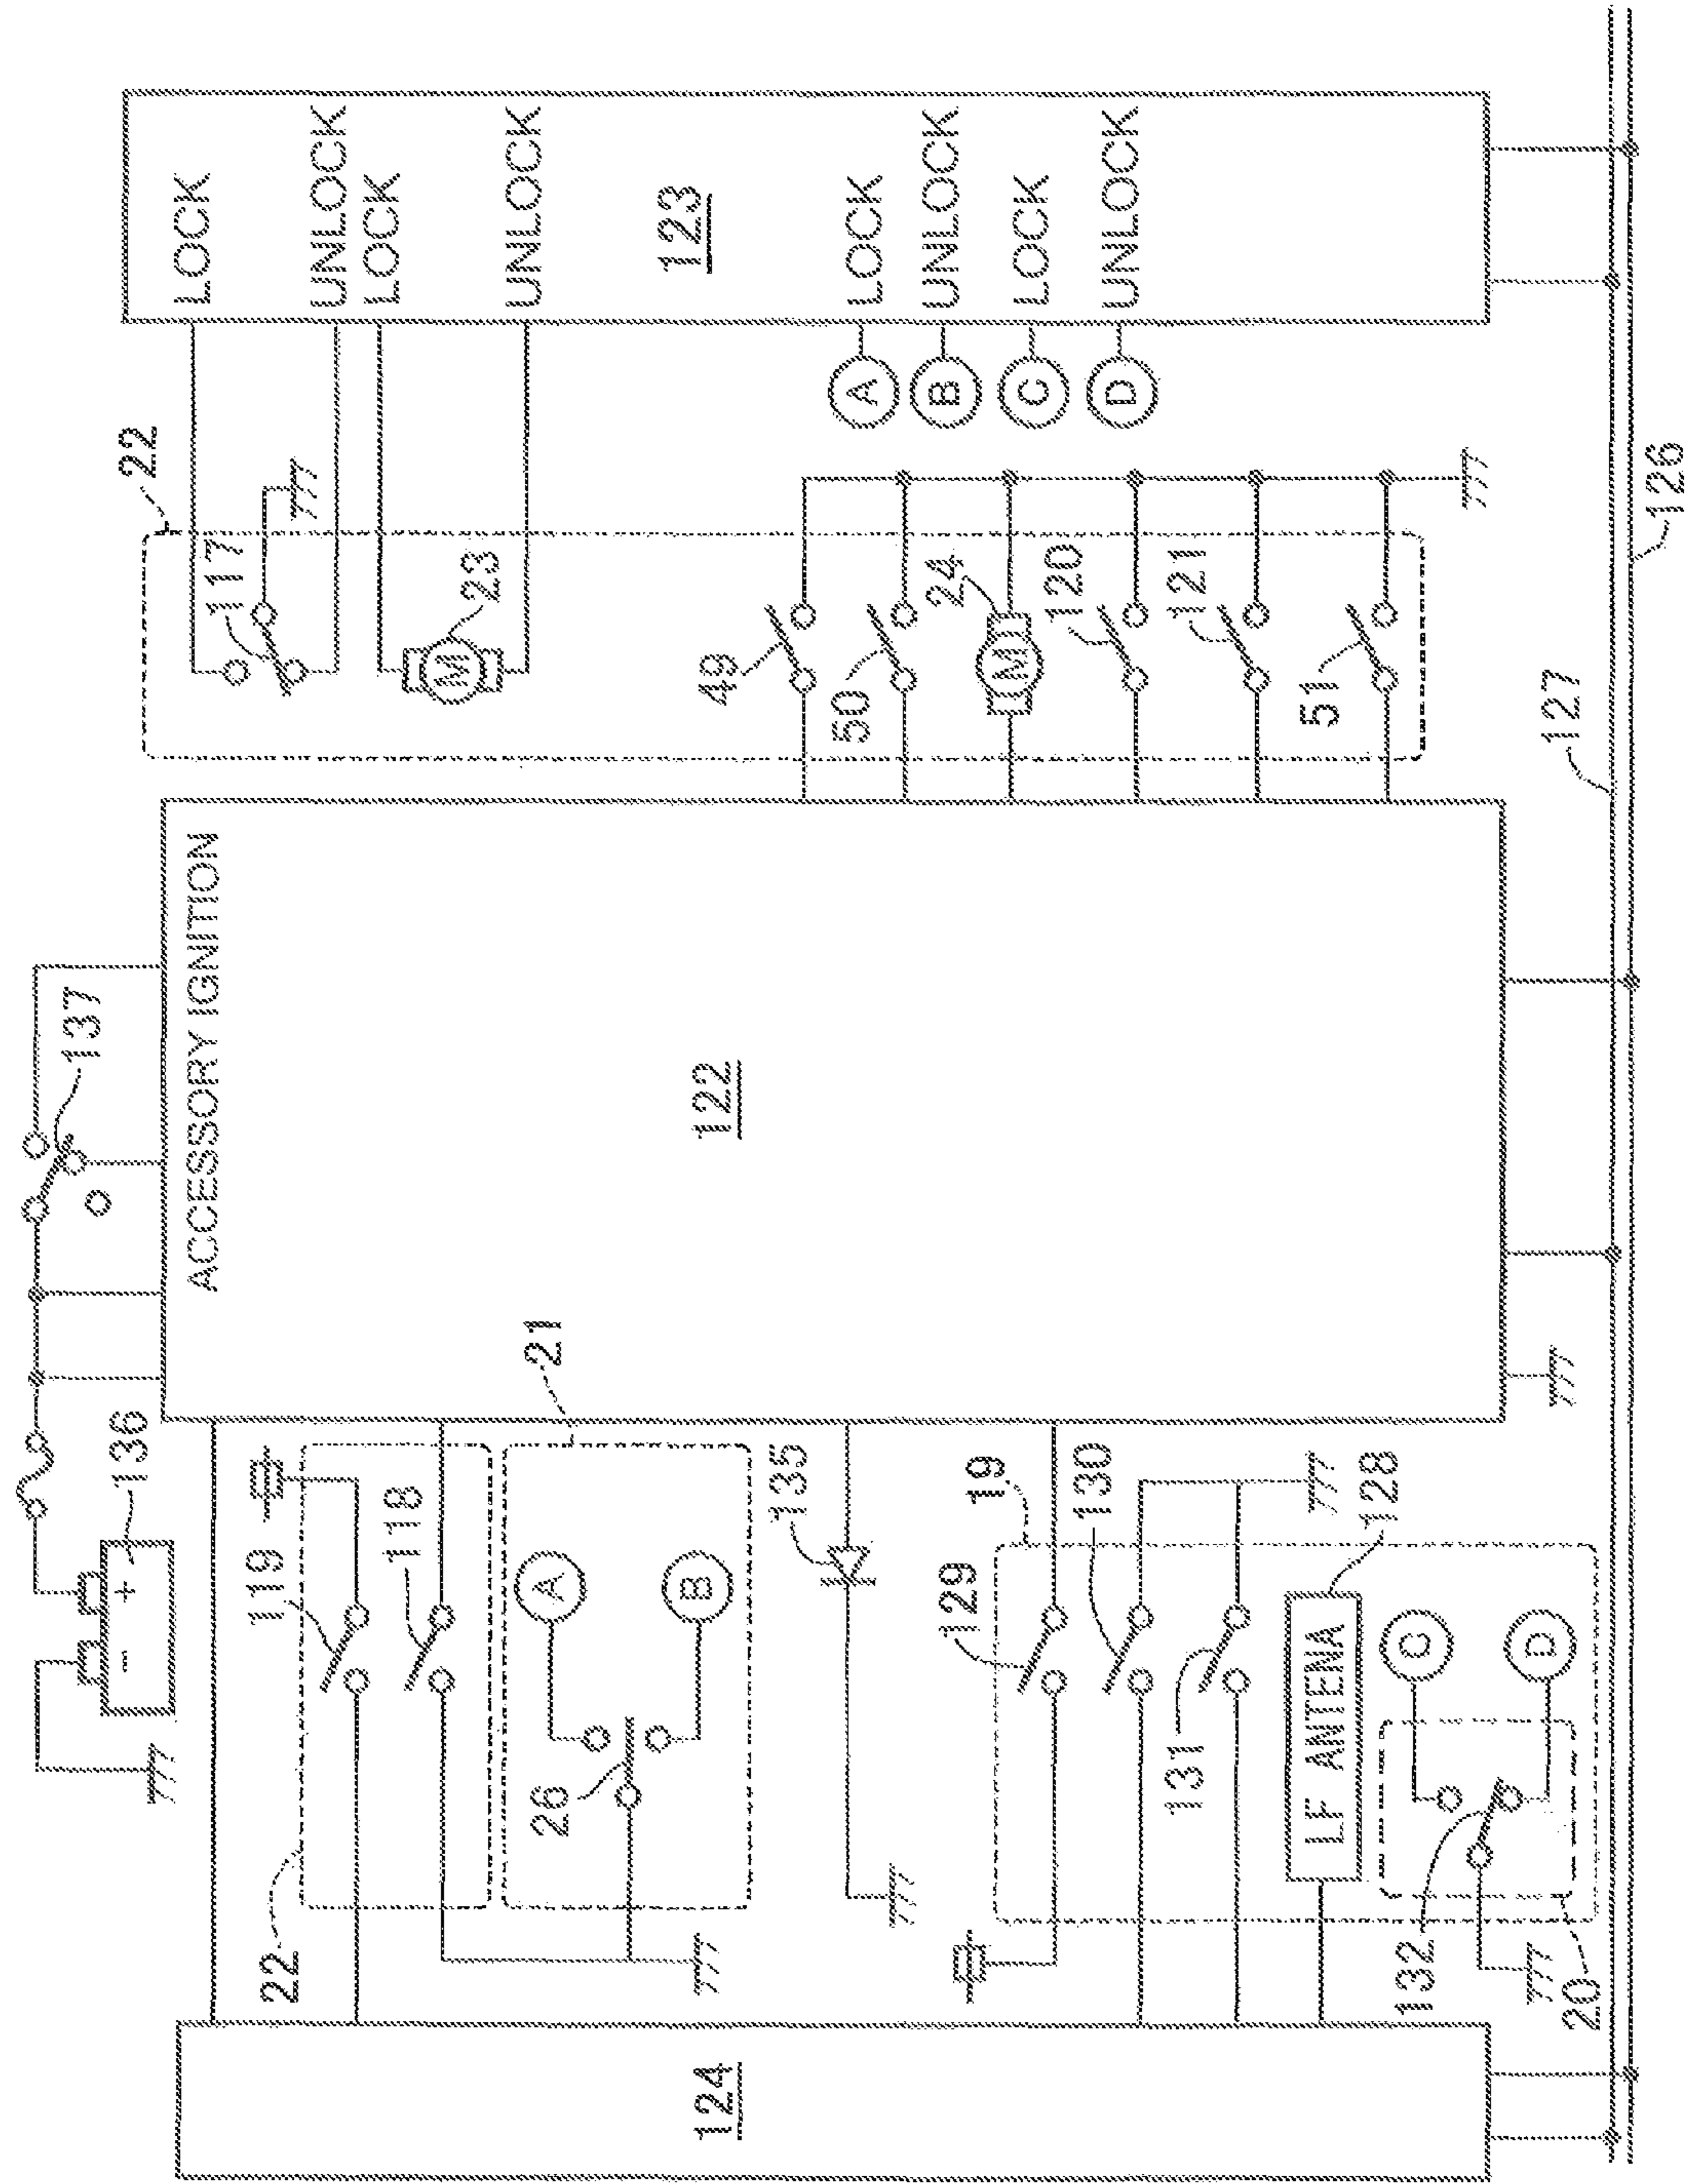 136
+
-
137
ACCESSORY IGNITION
122
124
22
119
118
21
A
B
26
135
19
129
130
131
128
LF ANTENA
C
D
132
20
22
117
M
23
49
50
M
24
120
121
51
LOCK
UNLOCK
LOCK
UNLOCK
123
LOCK
UNLOCK
LOCK
UNLOCK
A
B
C
D
127
126